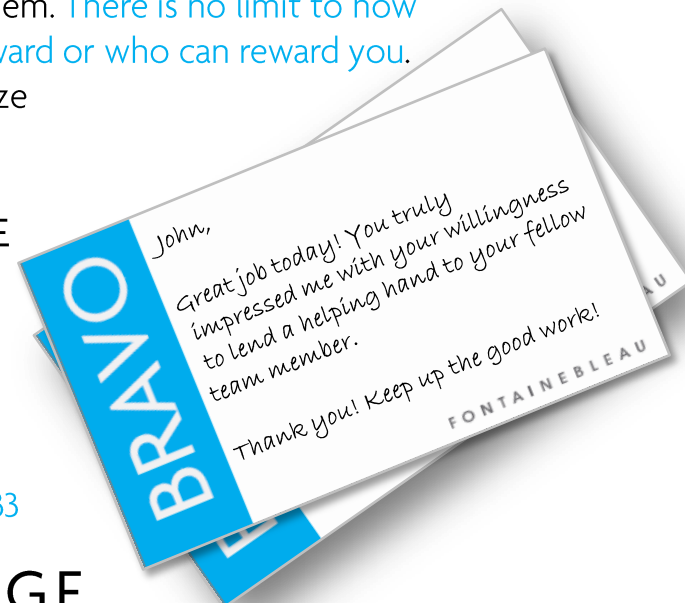 em. There is no limit to how
ward or who can reward you.
ze
E
BRAVO
John,
Great job today! You truly
impressed me with your willingness
to lend a helping hand to your fellow
team member.
Thank you! Keep up the good work!
FONTAINEBLEAU
AU
33
GE